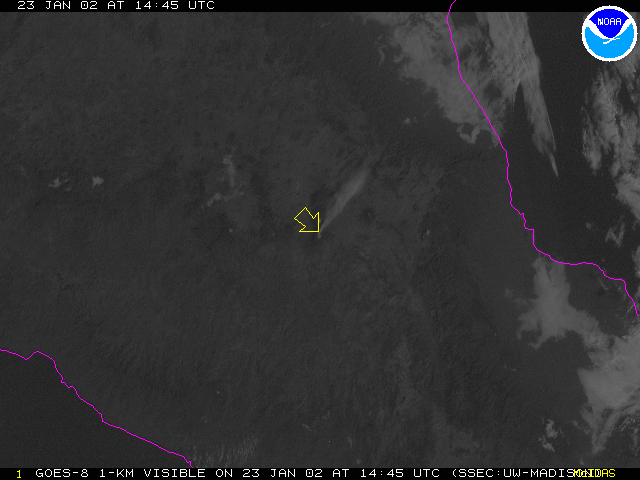 23 JAN 02 AT 14:45 UTC
NOAA
1 GOES-8 1-KM VISIBLE ON 23 JAN 02 AT 14:45 UTC (SSEC:UW-MADISON)